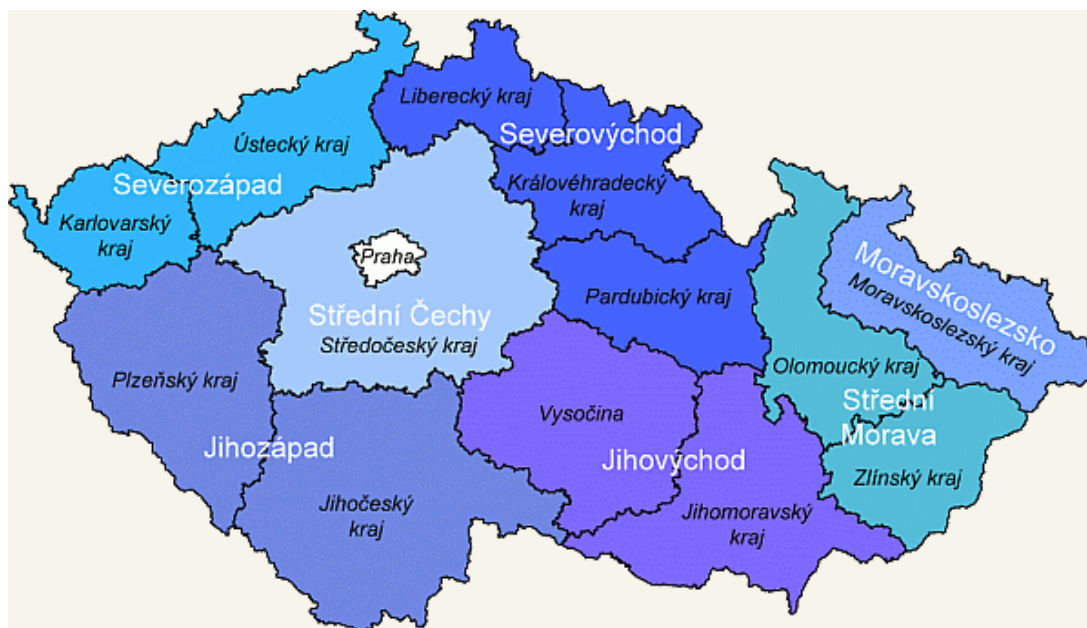 Liberecký kraj
Severovýchod
Ústecký kraj
Severozápad
Královéhradecký
kraj
Karlovarský
kraj
Praha
Moravskoslezsko
Moravskoslezský kraj
Pardubický kraj
Střední Čechy
Středočeský kraj
Plzeňský kraj
Olomoucký kraj
Střední
Morava
Vysočina
Jihozápad
Jihovýchod
Zlínský kraj
Jihočeský
kraj
Jihomoravský
kraj